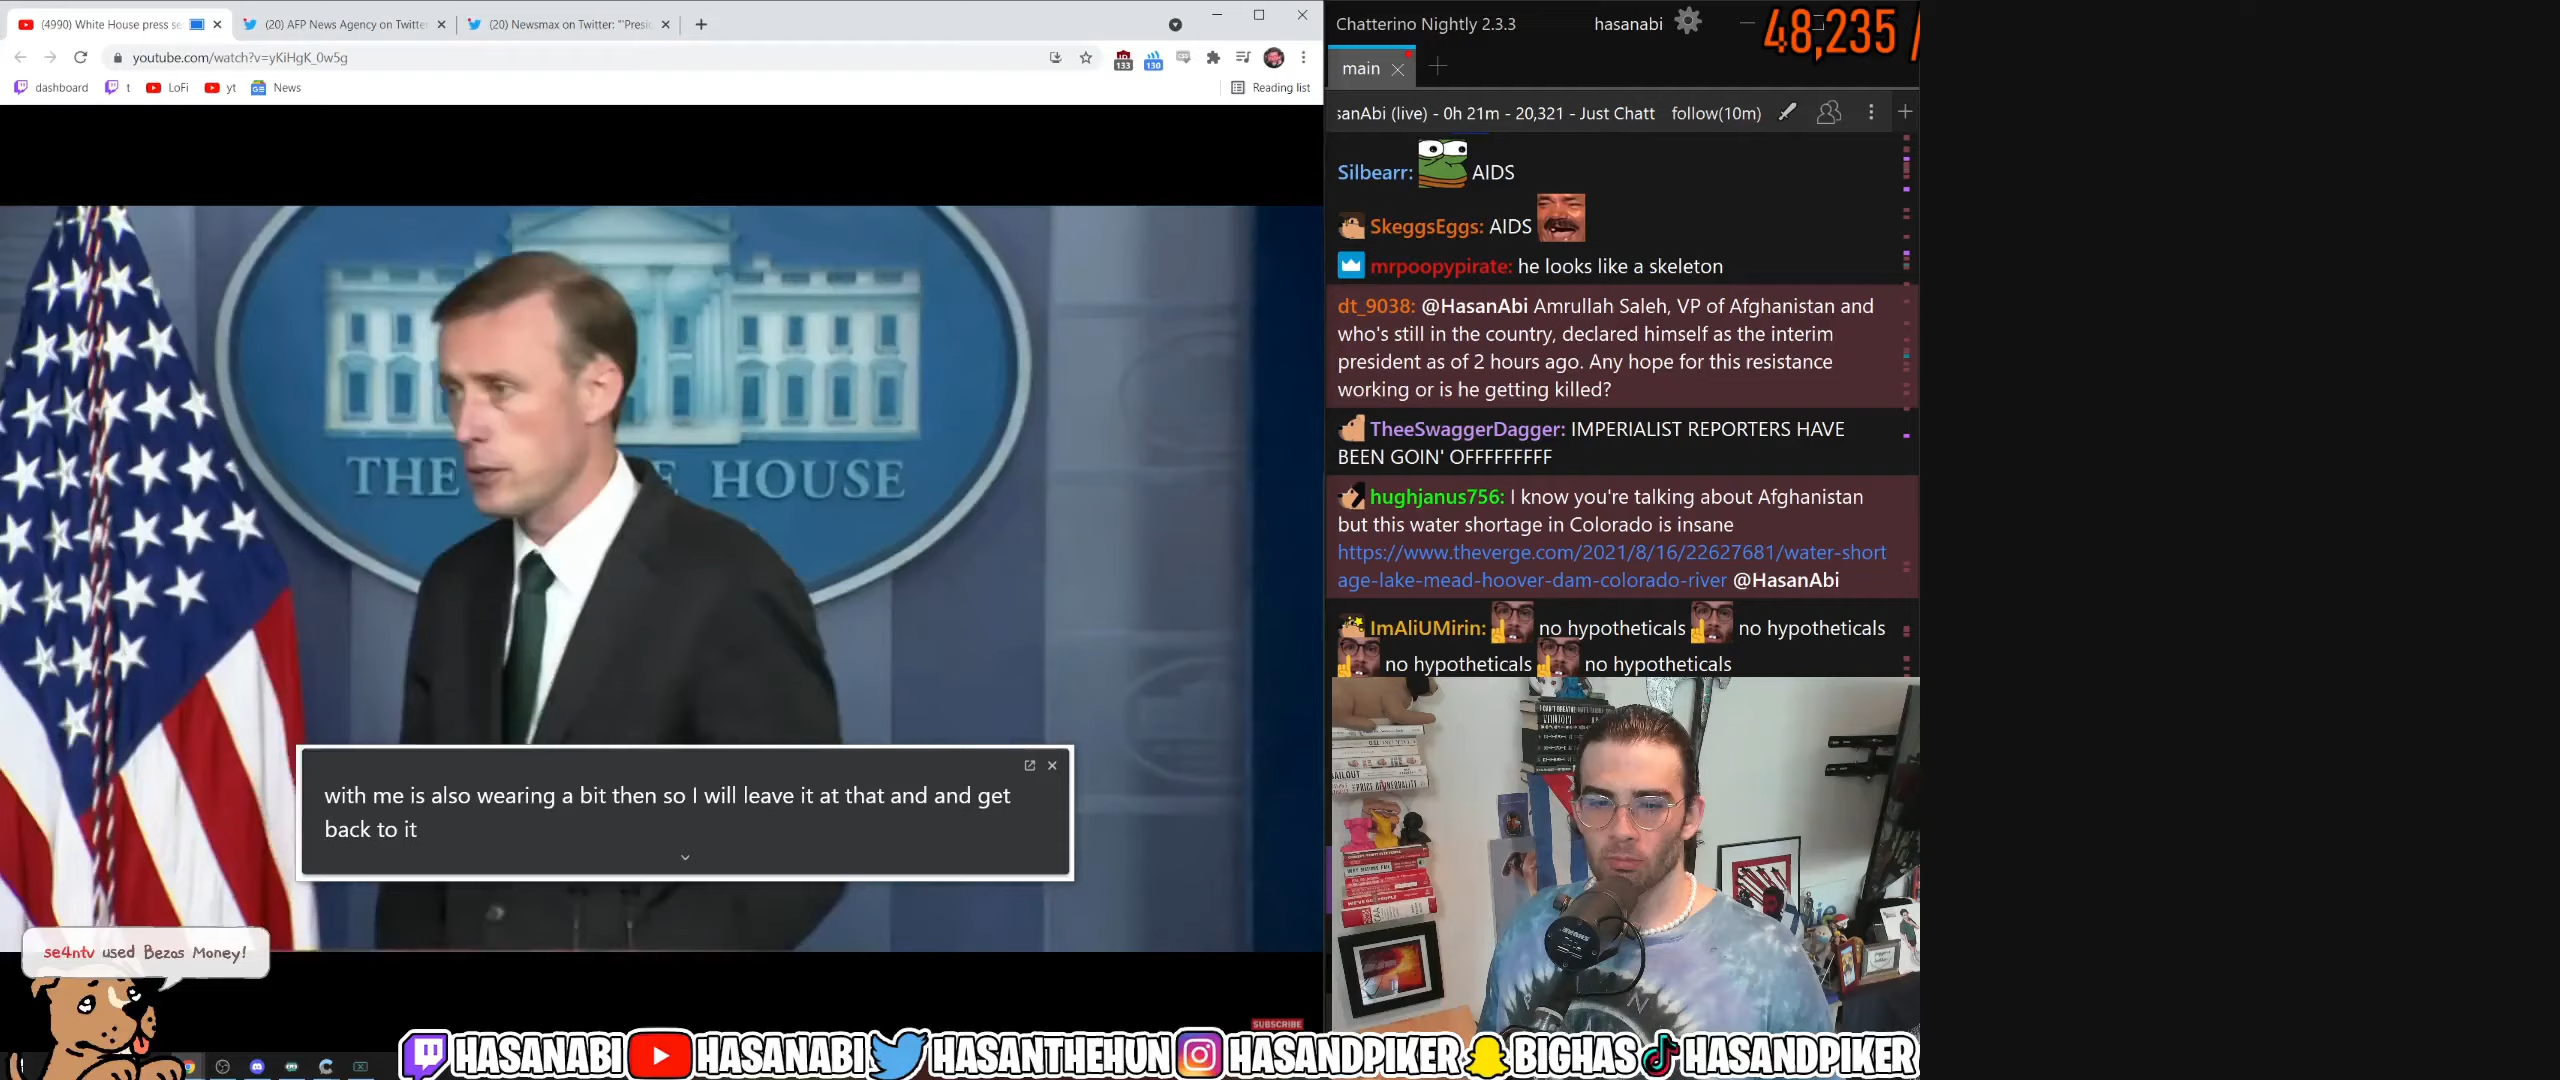 (4990) White House press se
(20) AFP News Agency on Twitter
(20) Newsmax on Twitter: "'Presid
youtube.com/watch?v=yKiHgK_0w5g
133
130
dashboard
t
LoFi
yt
News
Reading list
THE
HOUSE
with me is also wearing a bit then so I will leave it at that and and get
back to it
se4ntv used Bezos Money!
SUBSCRIBE
Chatterino Nightly 2.3.3
hasanabi
48,235 /
main
sanAbi (live) - 0h 21m - 20,321 - Just Chatt
follow(10m)
Silbearr: AIDS
SkeggsEggs: AIDS
mrpoopypirate: he looks like a skeleton
dt_9038: @HasanAbi Amrullah Saleh, VP of Afghanistan and
who's still in the country, declared himself as the interim
president as of 2 hours ago. Any hope for this resistance
working or is he getting killed?
TheeSwaggerDagger: IMPERIALIST REPORTERS HAVE
BEEN GOIN' OFFFFFFFFF
hughjanus756: I know you're talking about Afghanistan
but this water shortage in Colorado is insane
https://www.theverge.com/2021/8/16/22627681/water-short
age-lake-mead-hoover-dam-colorado-river @HasanAbi
ImAliUMirin: no hypotheticals no hypotheticals
no hypotheticals no hypotheticals
HASANABI HASANABI HASANTHEHUN HASANDPIKER BIGHAS HASANDPIKER